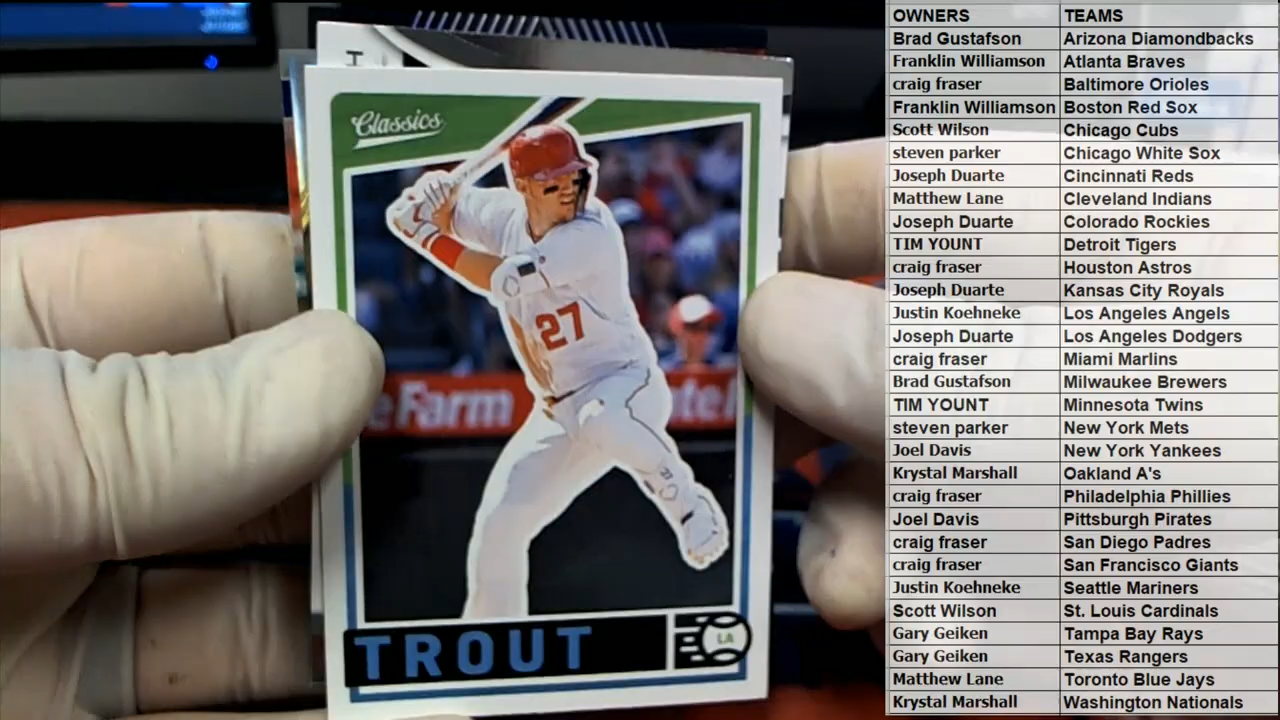 Classics
27
eFarm
TROUT
LA
OWNERS TEAMS
Brad Gustafson Arizona Diamondbacks
Franklin Williamson Atlanta Braves
craig fraser Baltimore Orioles
Franklin Williamson Boston Red Sox
Scott Wilson Chicago Cubs
steven parker Chicago White Sox
Joseph Duarte Cincinnati Reds
Matthew Lane Cleveland Indians
Joseph Duarte Colorado Rockies
TIM YOUNT Detroit Tigers
craig fraser Houston Astros
Joseph Duarte Kansas City Royals
Justin Koehneke Los Angeles Angels
Joseph Duarte Los Angeles Dodgers
craig fraser Miami Marlins
Brad Gustafson Milwaukee Brewers
TIM YOUNT Minnesota Twins
steven parker New York Mets
Joel Davis New York Yankees
Krystal Marshall Oakland A's
craig fraser Philadelphia Phillies
Joel Davis Pittsburgh Pirates
craig fraser San Diego Padres
craig fraser San Francisco Giants
Justin Koehneke Seattle Mariners
Scott Wilson St. Louis Cardinals
Gary Geiken Tampa Bay Rays
Gary Geiken Texas Rangers
Matthew Lane Toronto Blue Jays
Krystal Marshall Washington Nationals